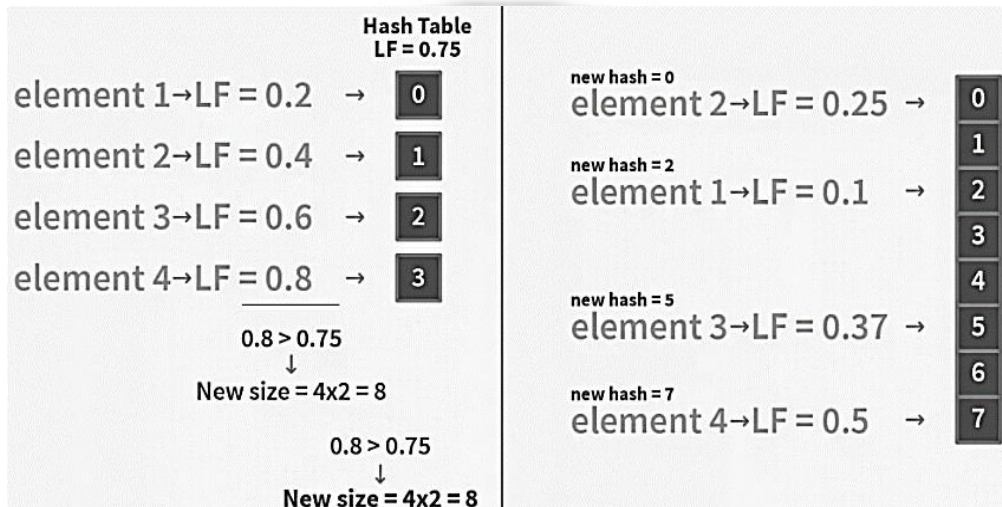 Hash Table
LF = 0.75
element 1→LF = 0.2 → 0
element 2→LF = 0.4 → 1
element 3→LF = 0.6 → 2
element 4→LF = 0.8 → 3
0.8 > 0.75
↓
New size = 4x2 = 8
0.8 > 0.75
↓
New size = 4x2 = 8
new hash = 0
element 2→LF = 0.25 → 0
1
new hash = 2
element 1→LF = 0.1 → 2
3
4
new hash = 5
element 3→LF = 0.37 → 5
6
new hash = 7
element 4→LF = 0.5 → 7